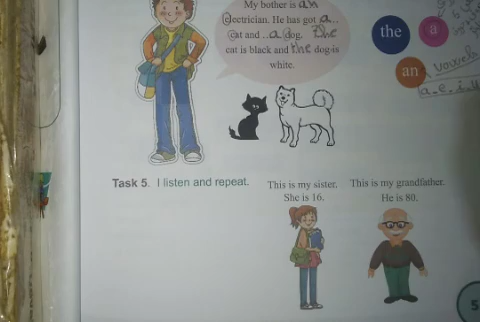 My bother is an
electrician. He has got a..
cat and ..a dog. The
cat is black and the dog is
white.
the
a
an
vowels
a.e.i.u
Task 5. I listen and repeat.
This is my sister.
She is 16.
This is my grandfather.
He is 80.
5